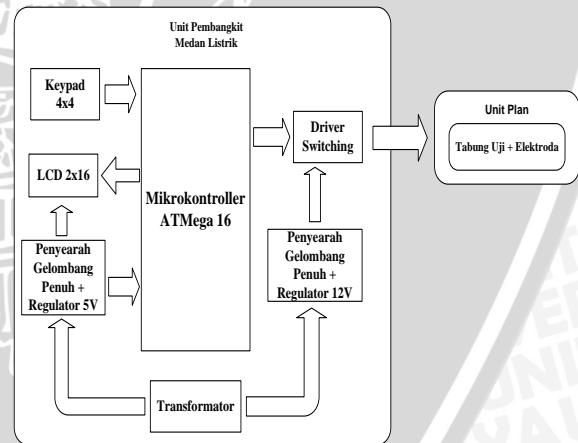 Unit Pembangkit
Medan Listrik
Keypad
4x4
LCD 2x16
Penyearah
Gelombang
Penuh +
Regulator 5V
Mikrokontroller
ATMega 16
Driver
Switching
Penyearah
Gelombang
Penuh +
Regulator 12V
Transformator
Unit Plan
Tabung Uji + Elektroda